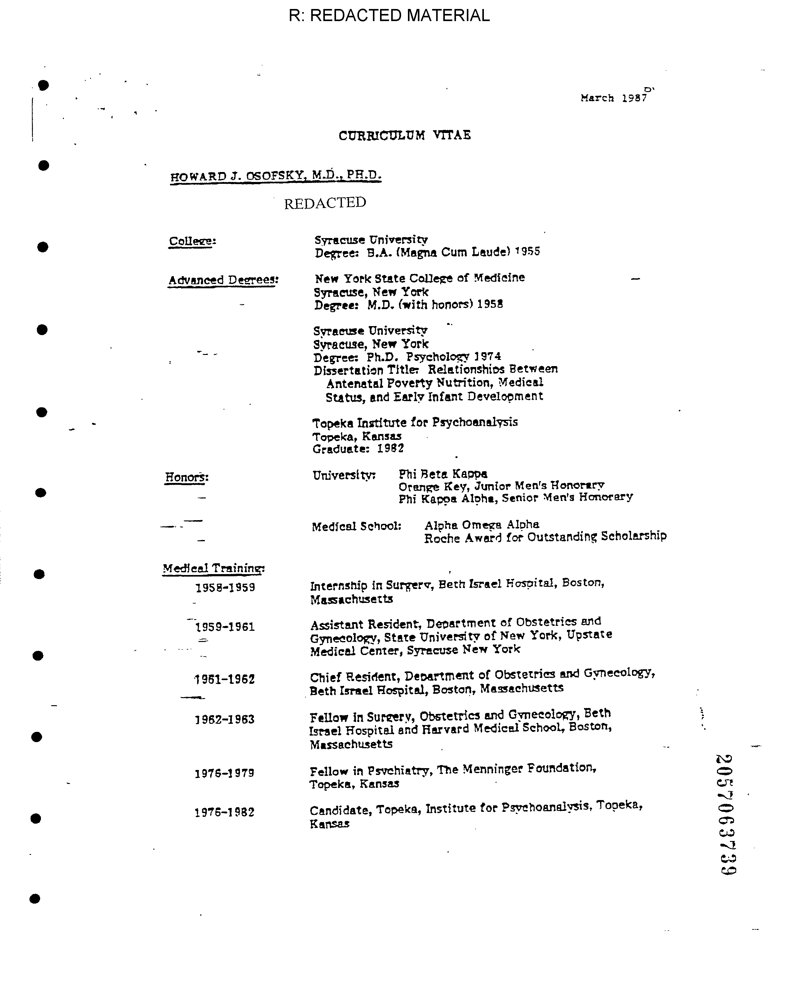 R: REDACTED MATERIAL
March 1987
CURRICULUM VITAE
HOWARD J. OSOFSKY, M.D., PH.D.
REDACTED
College: Syracuse University
Degree: B.A. (Magna Cum Laude) 1955
Advanced Degrees: New York State College of Medicine
Syracuse, New York
Degree: M.D. (with honors) 1958
Syracuse University
Syracuse, New York
Degree: Ph.D. Psychology 1974
Dissertation Title: Relationships Between
Antenatal Poverty Nutrition, Medical
Status, and Early Infant Development
Topeka Institute for Psychoanalysis
Topeka, Kansas
Graduate: 1982
Honors: University: Phi Beta Kappa
Orange Key, Junior Men's Honorary
Phi Kappa Alpha, Senior Men's Honorary
Medical School: Alpha Omega Alpha
Roche Award for Outstanding Scholarship
Medical Training:
1958-1959 Internship in Surgery, Beth Israel Hospital, Boston,
Massachusetts
1959-1961 Assistant Resident, Department of Obstetrics and
Gynecology, State University of New York, Upstate
Medical Center, Syracuse New York
1961-1962 Chief Resident, Department of Obstetrics and Gynecology,
Beth Israel Hospital, Boston, Massachusetts
1962-1963 Fellow in Surgery, Obstetrics and Gynecology, Beth
Israel Hospital and Harvard Medical School, Boston,
Massachusetts
1976-1979 Fellow in Psychiatry, The Menninger Foundation,
Topeka, Kansas
1976-1982 Candidate, Topeka, Institute for Psychoanalysis, Topeka,
Kansas
2057063739